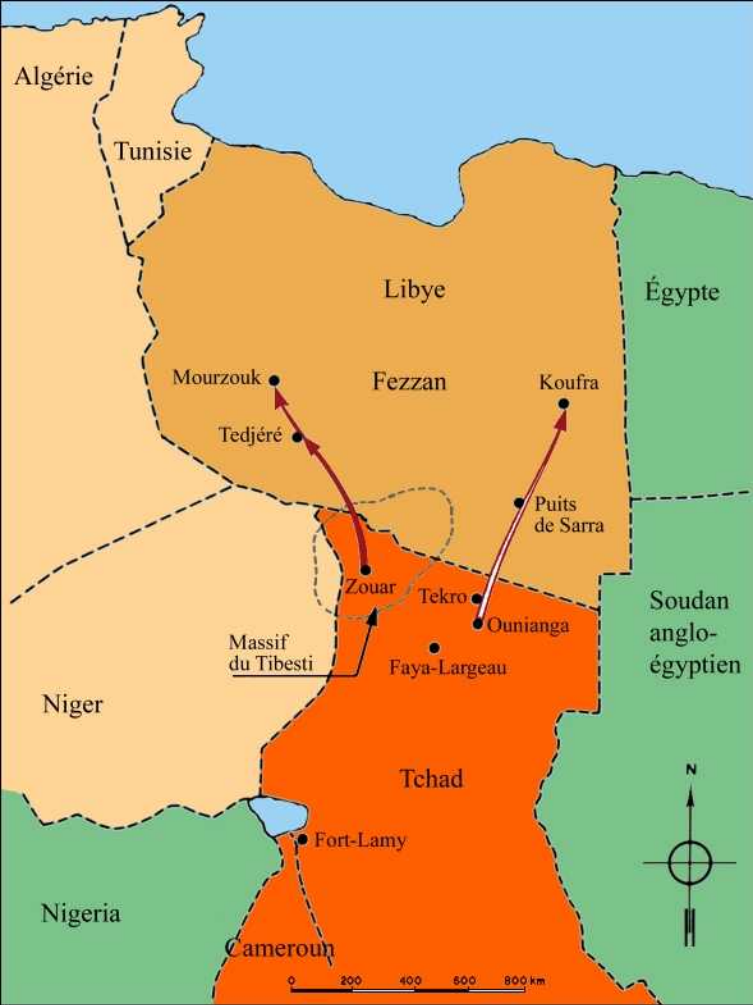 Algérie
Tunisie
Libye
Égypte
Mourzouk
Fezzan
Koufra
Tedjéré
Puits
de Sarra
Zouar
Tekro
Ounianga
Soudan
anglo-
égyptien
Massif
du Tibesti
Faya-Largeau
Niger
Tchad
N
Fort-Lamy
Nigeria
Cameroun
0 200 400 600 800 km